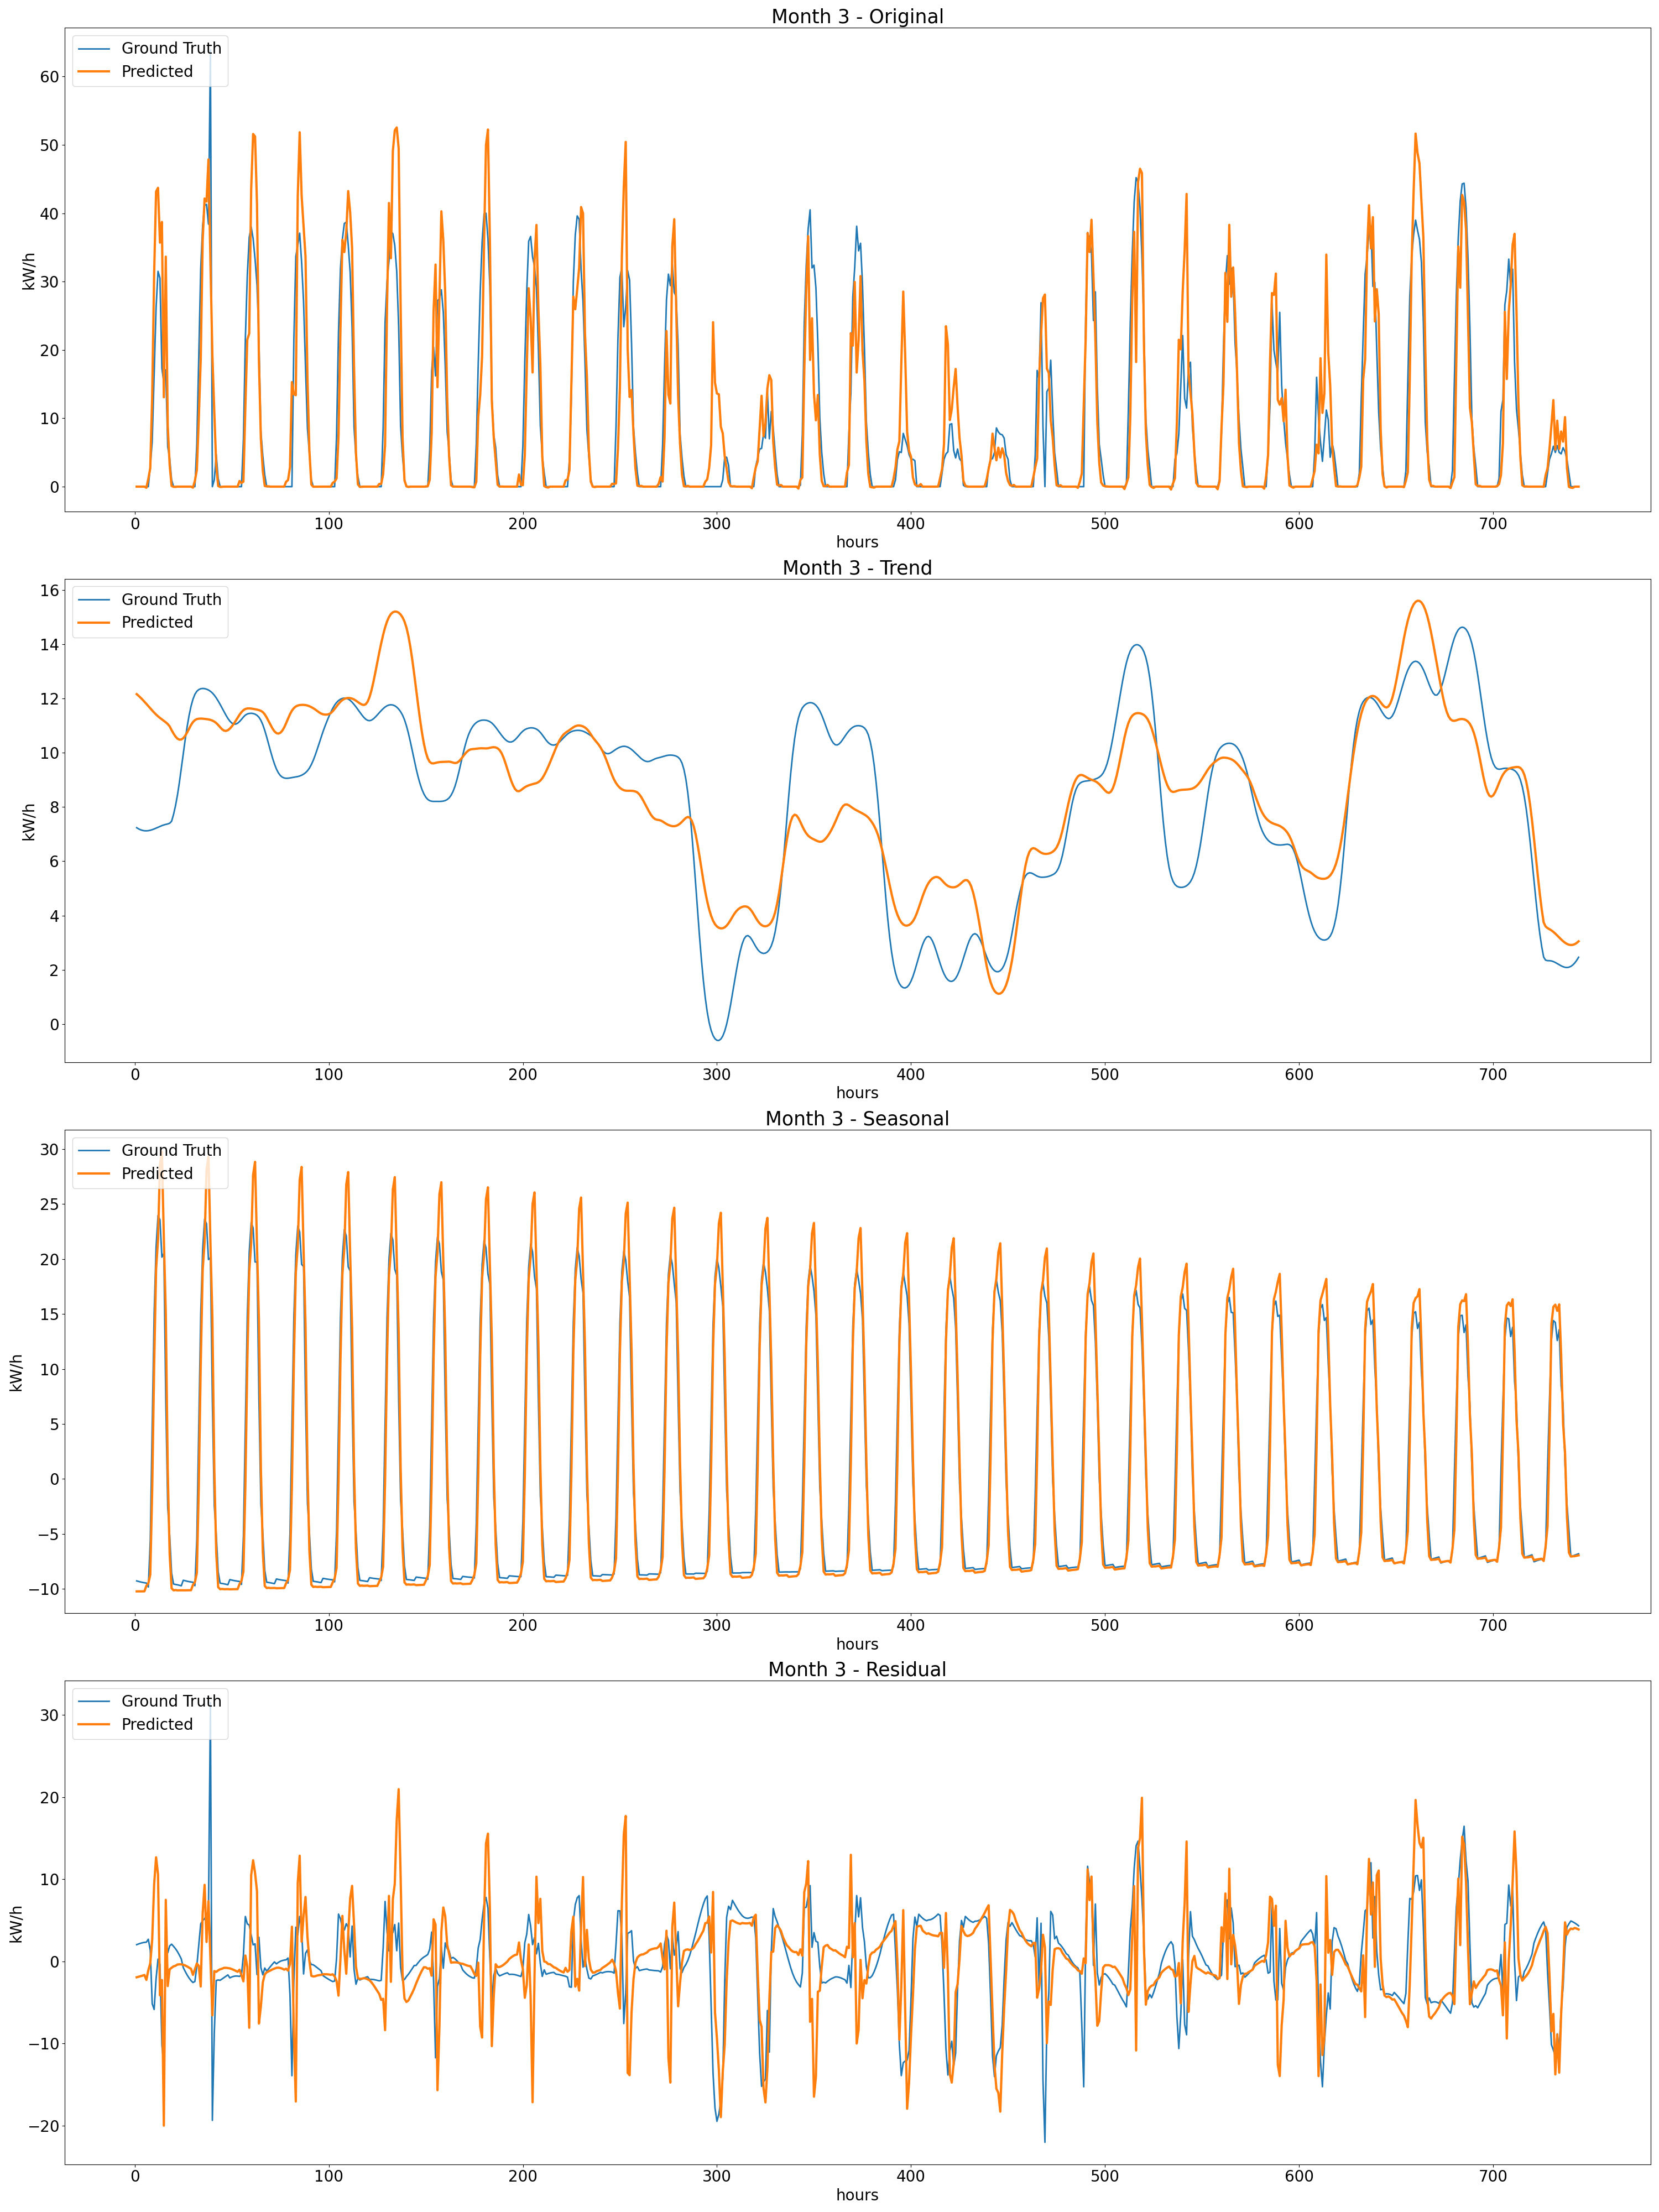 Month 3 - Original
Ground Truth
Predicted
60
50
40
30
20
10
0
kW/h
0 100 200 300 400 500 600 700
hours
Month 3 - Trend
Ground Truth
Predicted
16
14
12
10
8
6
4
2
0
kW/h
0 100 200 300 400 500 600 700
hours
Month 3 - Seasonal
Ground Truth
Predicted
30
25
20
15
10
5
0
−5
−10
kW/h
0 100 200 300 400 500 600 700
hours
Month 3 - Residual
Ground Truth
Predicted
30
20
10
0
−10
−20
kW/h
0 100 200 300 400 500 600 700
hours